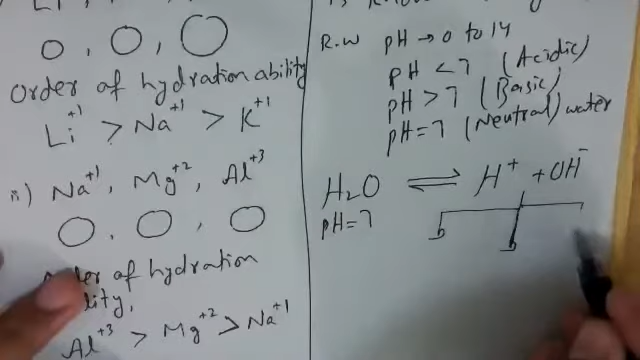 Li
Order of hydration ability
Li⁺¹ > Na⁺¹ > K⁺¹
ii) Na⁺¹, Mg⁺², Al⁺³
of hydration
Al⁺³ > Mg⁺² > Na⁺¹
R.w pH → 0 to 14
pH < 7 (Acidic)
pH > 7 (Basic)
pH = 7 (Neutral) water
H₂O ⇌ H⁺ + OH⁻
pH = 7